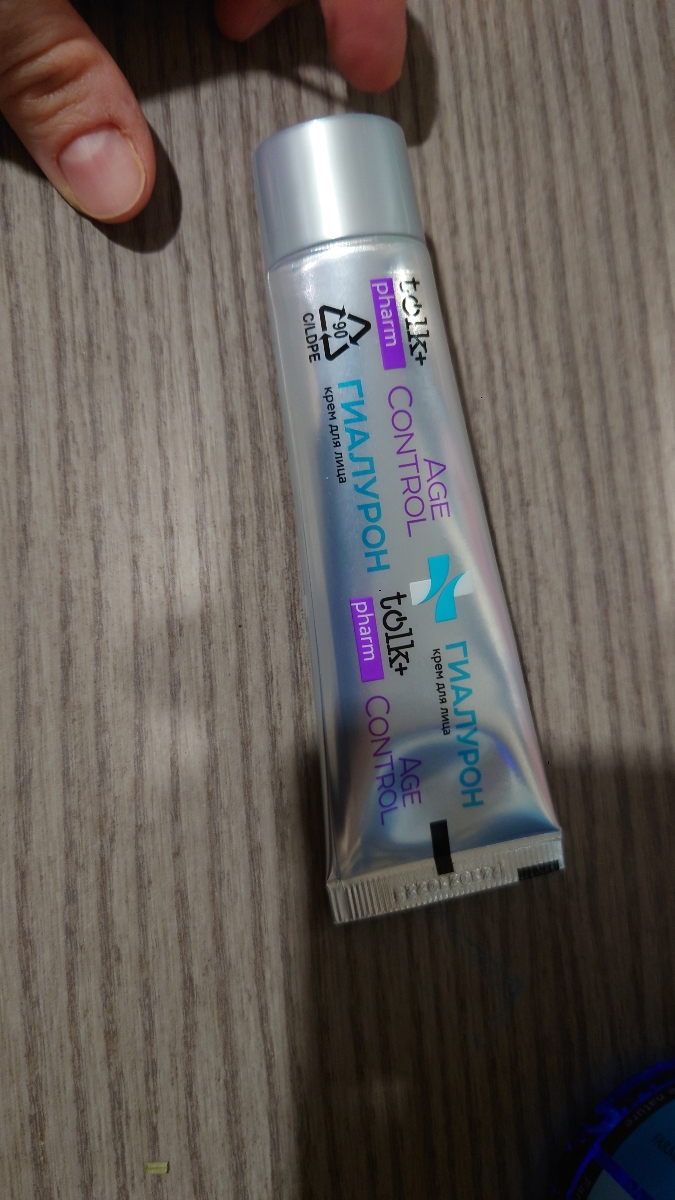 tolk+
pharm
AGE
CONTROL
ГИАЛУРОН
крем для лица
90
C/LDPE
ГИАЛУРОН
крем для лица
tolk+
pharm
AGE
CONTROL